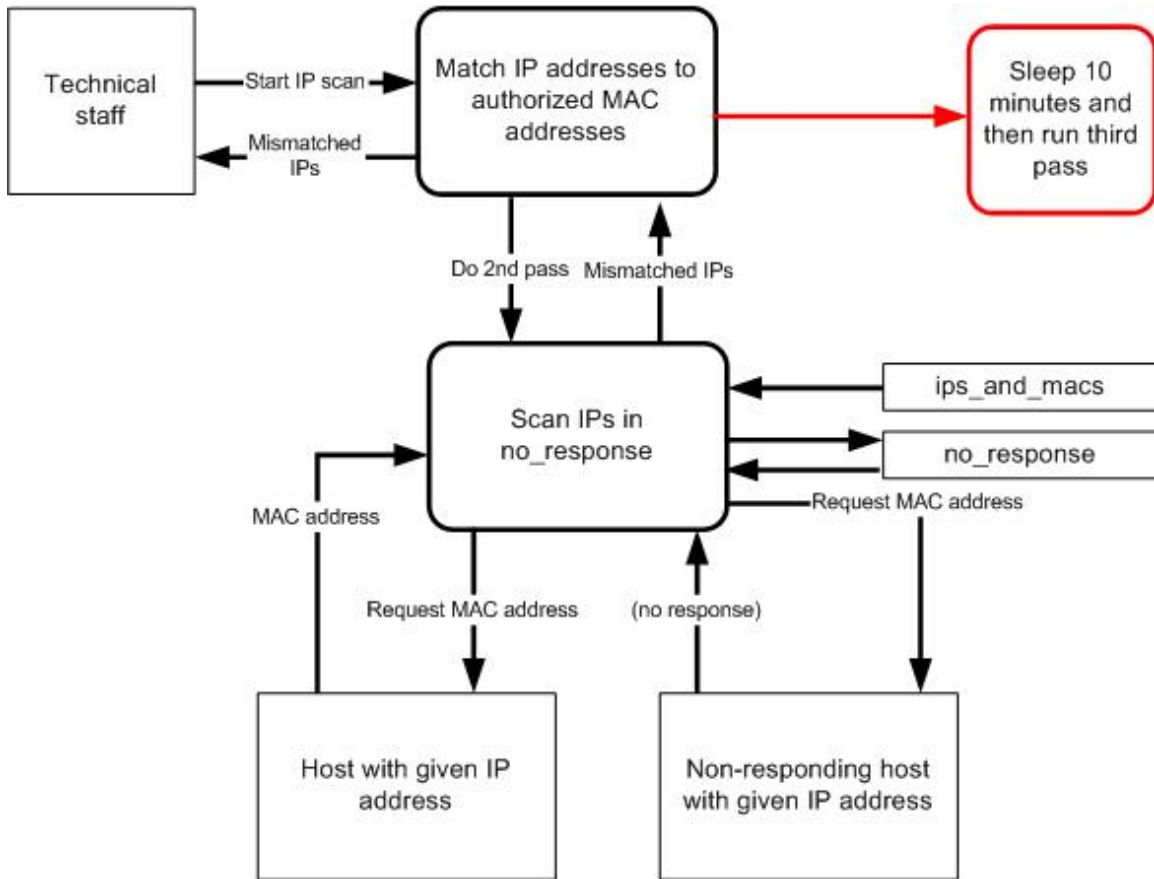 Technical
staff
Start IP scan
Mismatched
IPs
Match IP addresses to
authorized MAC
addresses
Sleep 10
minutes and
then run third
pass
Do 2nd pass
Mismatched IPs
Scan IPs in
no_response
ips_and_macs
no_response
Request MAC address
MAC address
Request MAC address
(no response)
Host with given IP
address
Non-responding host
with given IP address